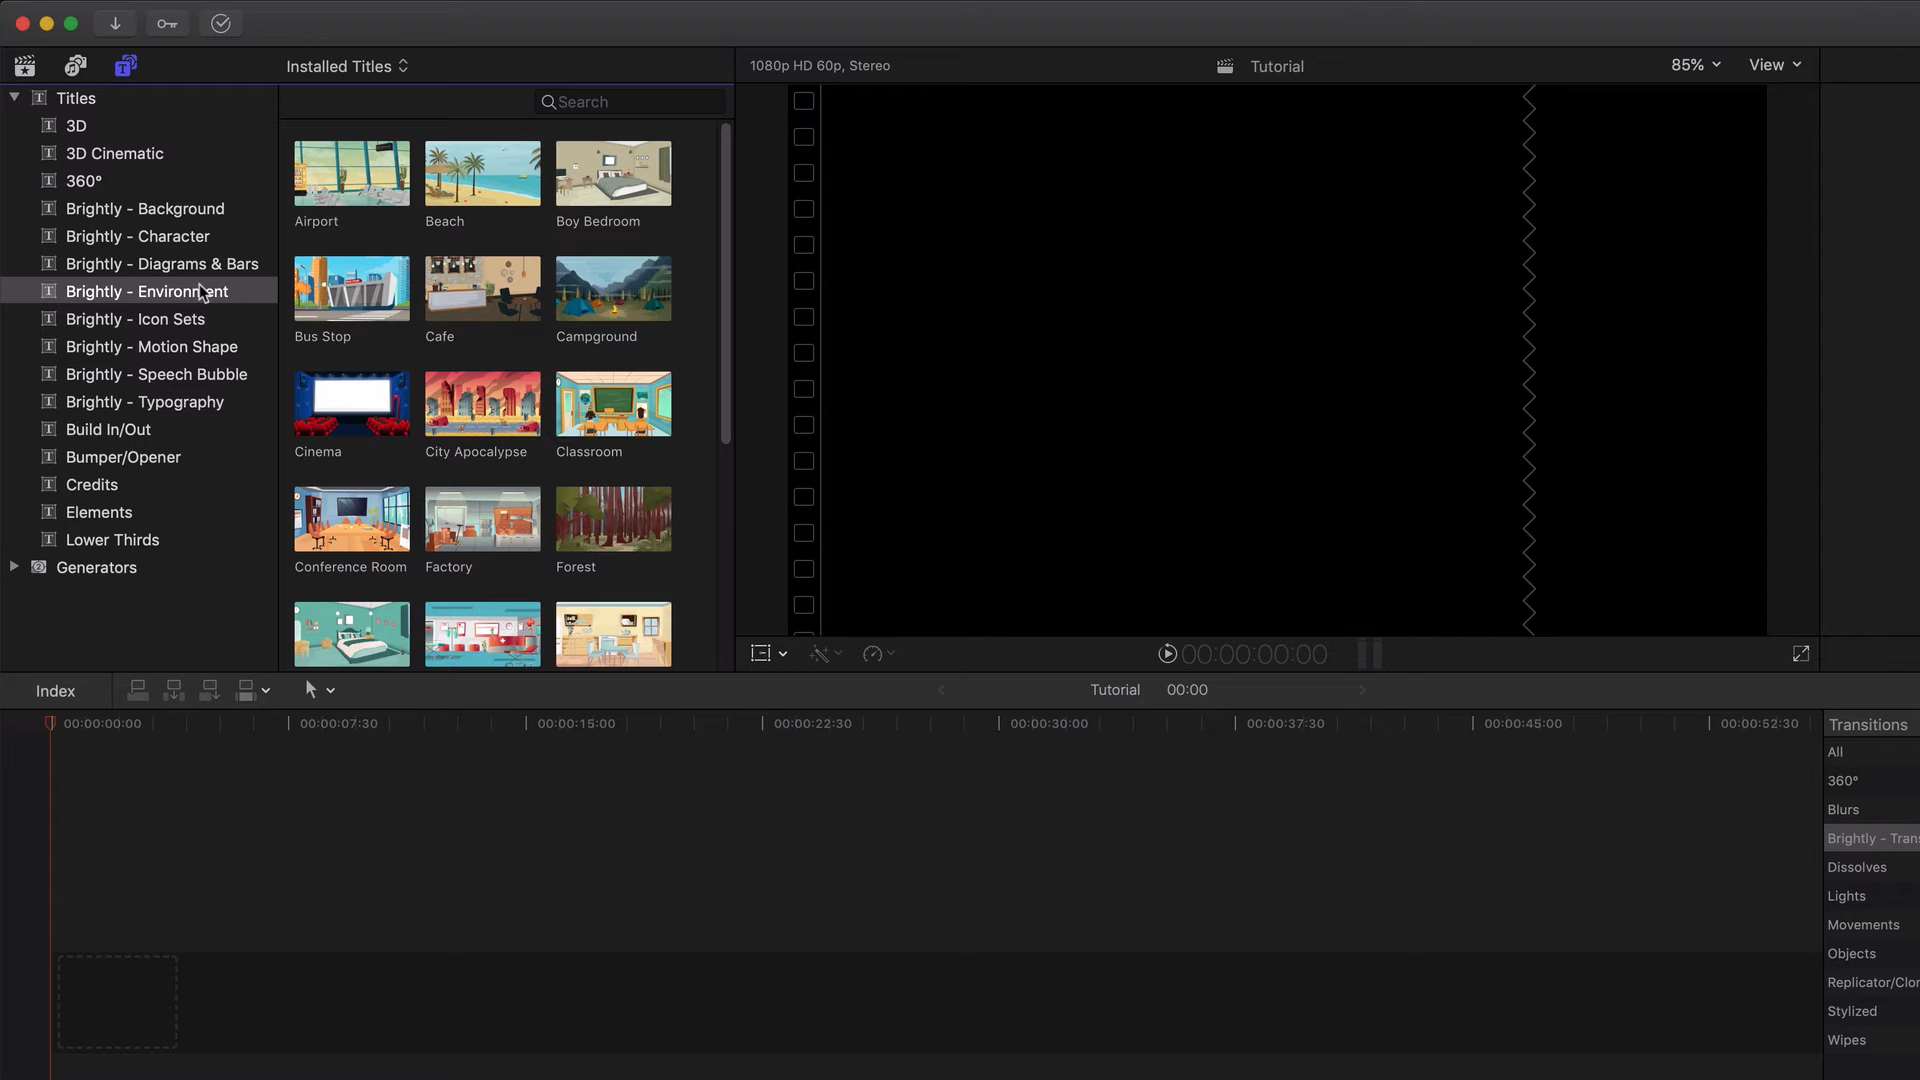 Installed Titles
1080p HD 60p, Stereo
Tutorial
85%
View
Titles
3D
3D Cinematic
360°
Brightly - Background
Brightly - Character
Brightly - Diagrams & Bars
Brightly - Environment
Brightly - Icon Sets
Brightly - Motion Shape
Brightly - Speech Bubble
Brightly - Typography
Build In/Out
Bumper/Opener
Credits
Elements
Lower Thirds
Generators
Search
Airport
Beach
Boy Bedroom
Bus Stop
Cafe
Campground
Cinema
City Apocalypse
Classroom
Conference Room
Factory
Forest
00:00:00:00
Index
Tutorial
00:00
00:00:00:00
00:00:07:30
00:00:15:00
00:00:22:30
00:00:30:00
00:00:37:30
00:00:45:00
00:00:52:30
Transitions
All
360°
Blurs
Brightly - Tran
Dissolves
Lights
Movements
Objects
Replicator/Clo
Stylized
Wipes